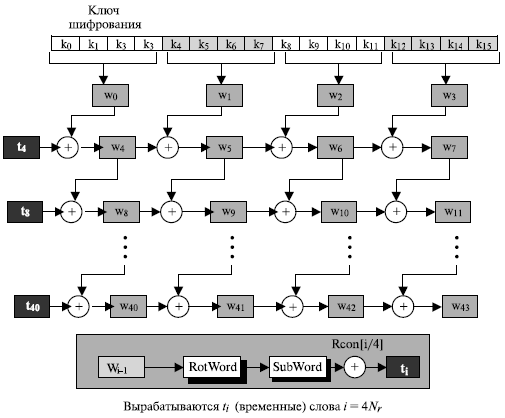 Ключ
шифрования
k0 k1 k3 k3 k4 k5 k6 k7 k8 k9 k10 k11 k12 k13 k14 k15
w0 w1 w2 w3
t4 + w4 + w5 + w6 + w7
t8 + w8 + w9 + w10 + w11
t40 + w40 + w41 + w42 + w43
Rcon[i/4]
Wi-1 RotWord SubWord + ti
Вырабатываются ti (временные) слова i = 4Nr